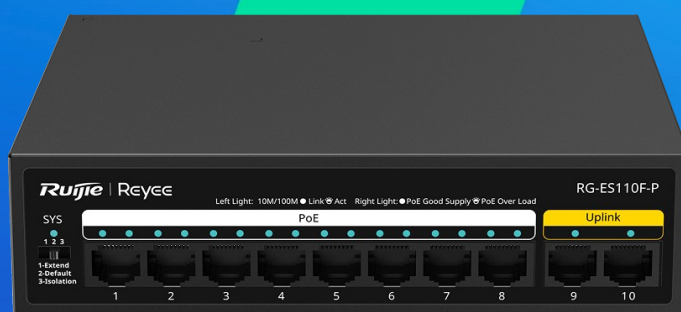 Ruijie
Ruijie | Reyee
RG-ES110F-P
Left Light: 10M/100M ● Link Act Right Light: ● PoE Good Supply PoE Over Load
SYS
PoE
Uplink
1 2 3
1-Extend
2-Default
3-Isolation
1 2 3 4 5 6 7 8 9 10